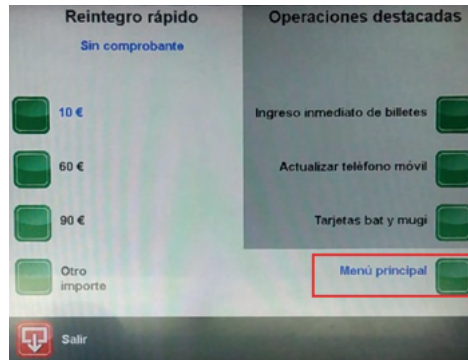 Reintegro rápido
Sin comprobante
10 €
60 €
90 €
Otro
importe
Operaciones destacadas
Ingreso inmediato de billetes
Actualizar teléfono móvil
Tarjetas bat y mugi
Menú principal
Salir